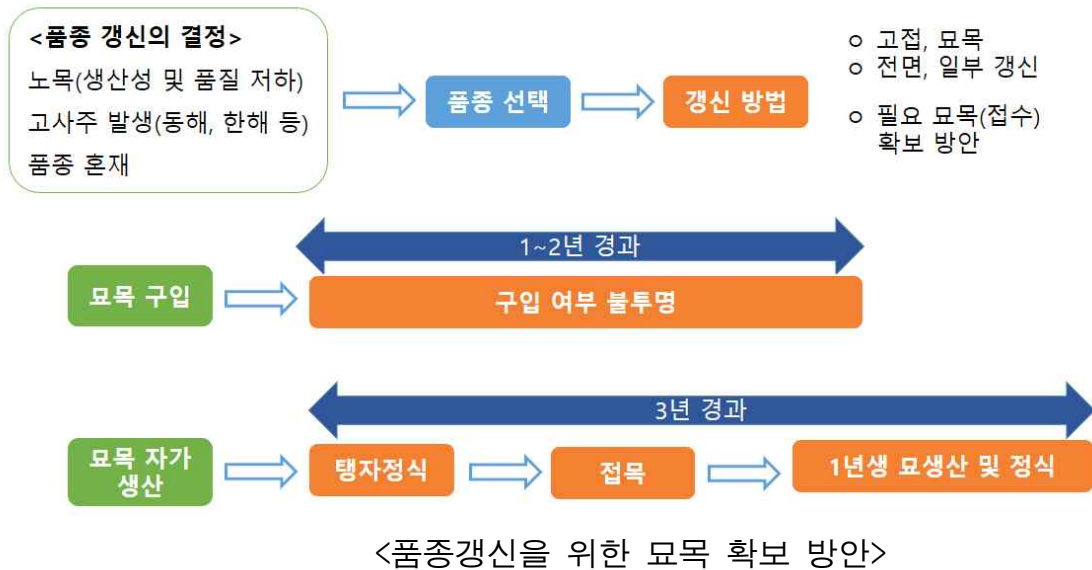 <품종 갱신의 결정>
노목(생산성 및 품질 저하)
고사주 발생(동해, 한해 등)
품종 혼재
품종 선택
갱신 방법
o 고접, 묘목
o 전면, 일부 갱신
o 필요 묘목(접수)
확보 방안
1~2년 경과
묘목 구입
구입 여부 불투명
3년 경과
묘목 자가
생산
탱자정식
접목
1년생 묘생산 및 정식
<품종갱신을 위한 묘목 확보 방안>